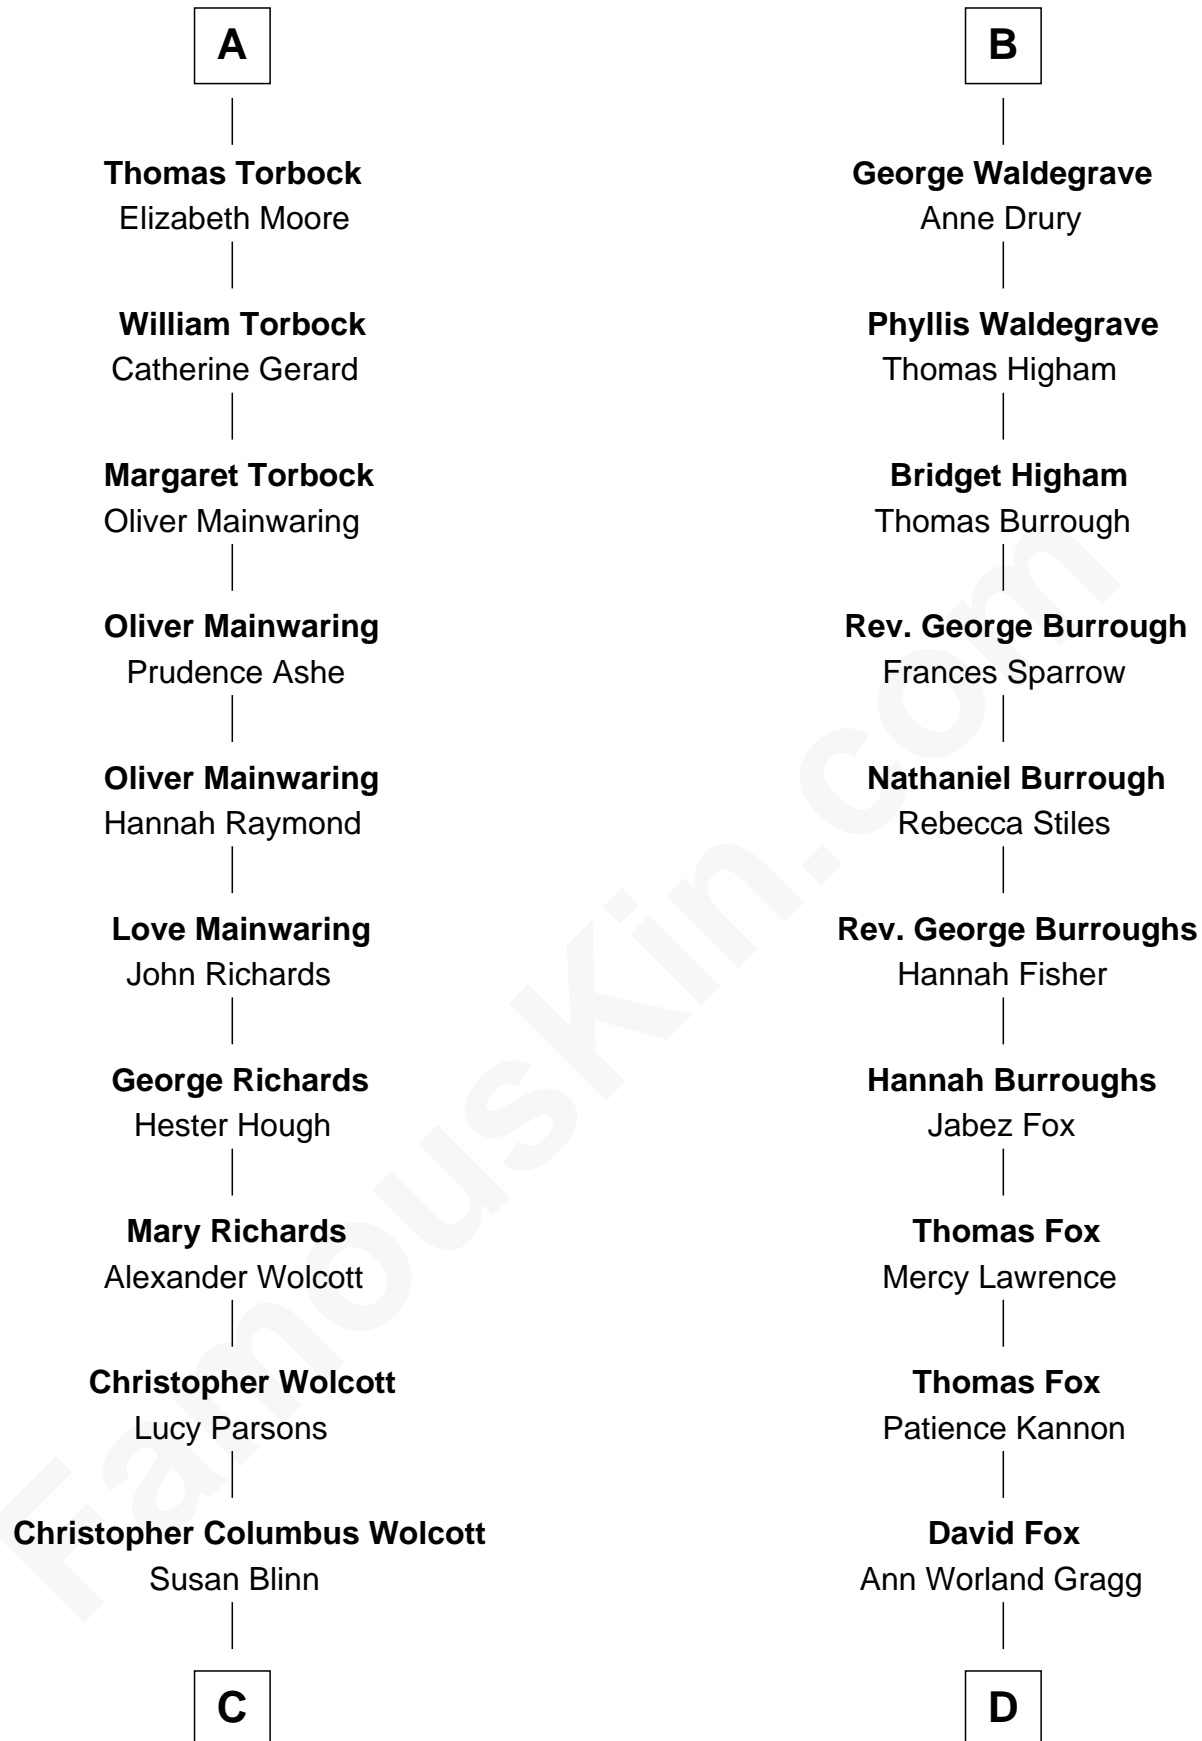 A
Thomas Torbock
Elizabeth Moore
William Torbock
Catherine Gerard
Margaret Torbock
Oliver Mainwaring
Oliver Mainwaring
Prudence Ashe
Oliver Mainwaring
Hannah Raymond
Love Mainwaring
John Richards
George Richards
Hester Hough
Mary Richards
Alexander Wolcott
Christopher Wolcott
Lucy Parsons
Christopher Columbus Wolcott
Susan Blinn
C
B
George Waldegrave
Anne Drury
Phyllis Waldegrave
Thomas Higham
Bridget Higham
Thomas Burrough
Rev. George Burrough
Frances Sparrow
Nathaniel Burrough
Rebecca Stiles
Rev. George Burroughs
Hannah Fisher
Hannah Burroughs
Jabez Fox
Thomas Fox
Mercy Lawrence
Thomas Fox
Patience Kannon
David Fox
Ann Worland Gragg
D
FamousKin.com